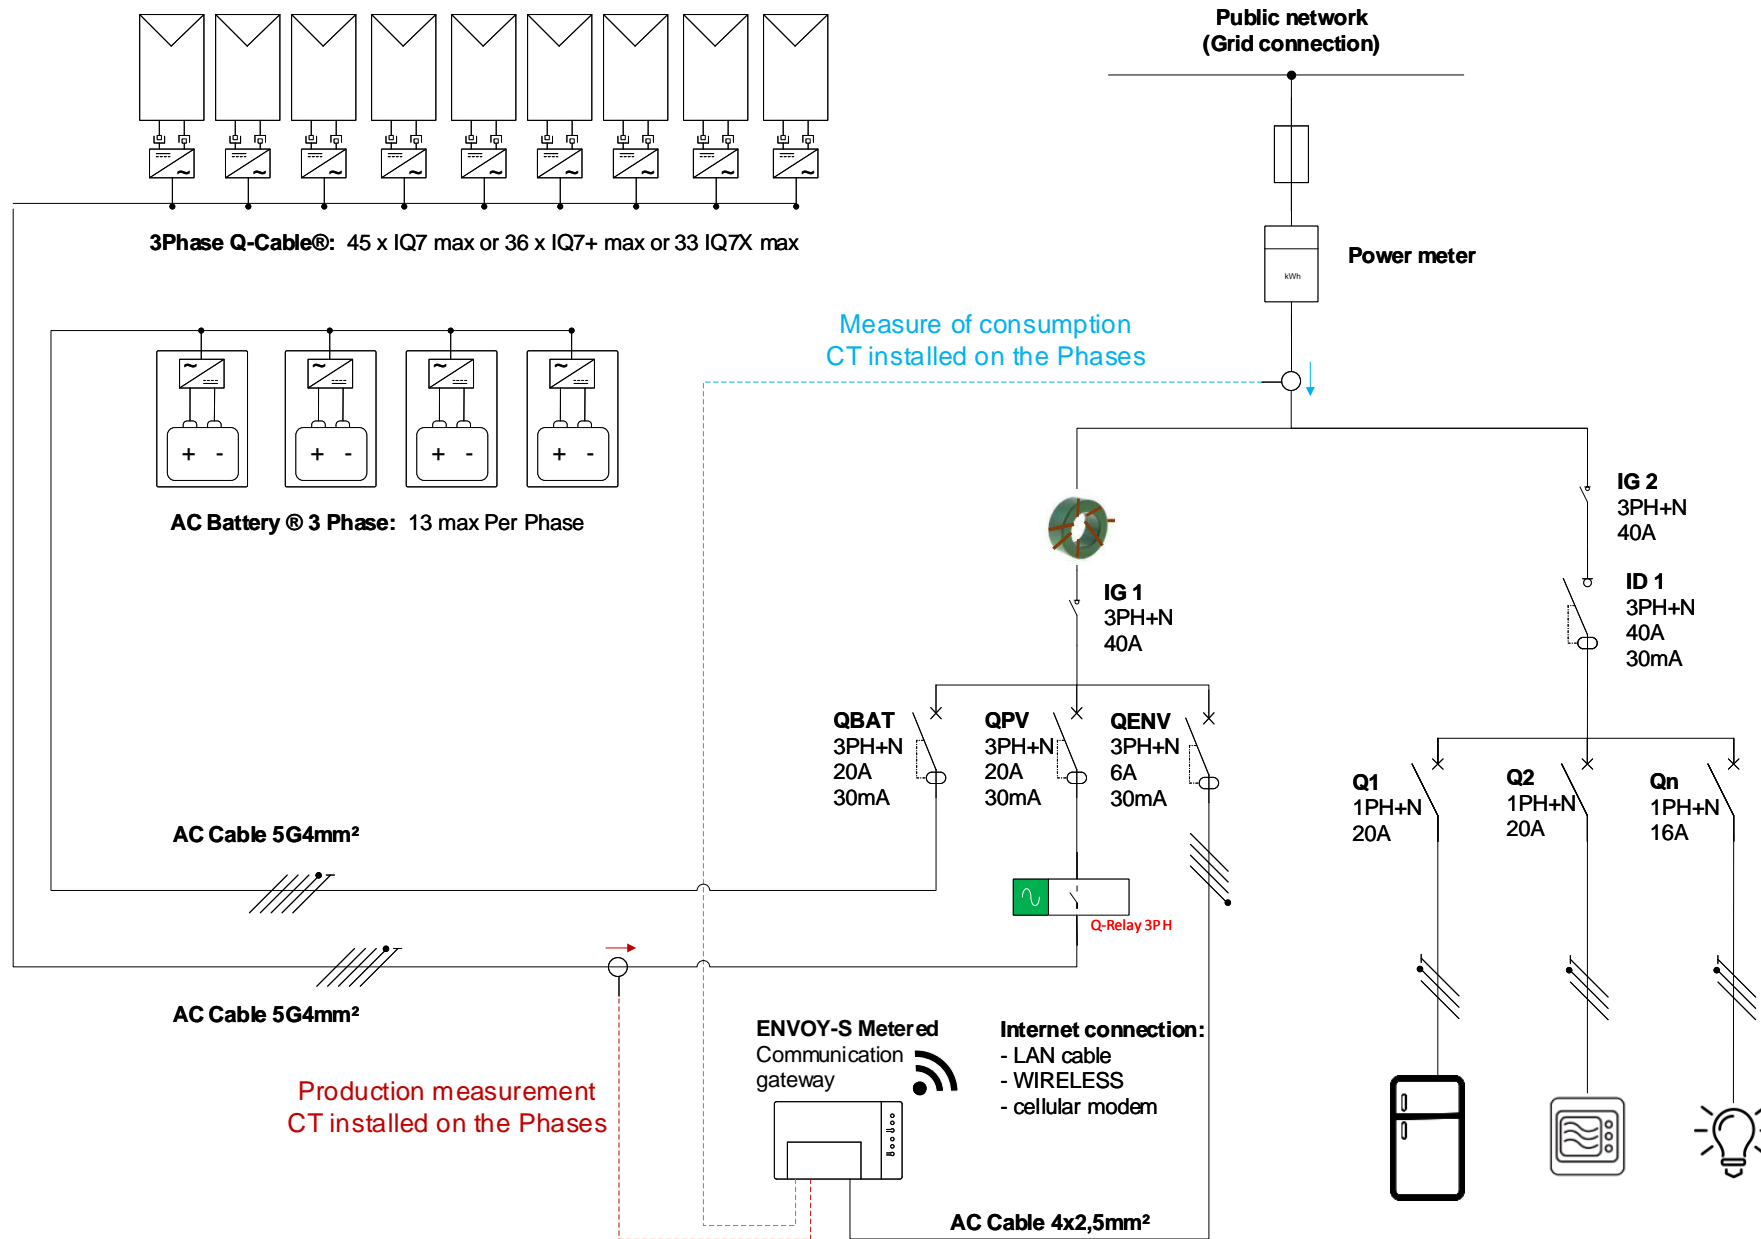 Public network
(Grid connection)
3Phase Q-Cable®: 45 x IQ7 max or 36 x IQ7+ max or 33 IQ7X max
kWh
Power meter
Measure of consumption
CT installed on the Phases
+ -
+ -
+ -
+ -
AC Battery ® 3 Phase: 13 max Per Phase
IG 2
3PH+N
40A
IG 1
3PH+N
40A
ID 1
3PH+N
40A
30mA
QBAT
3PH+N
20A
30mA
QPV
3PH+N
20A
30mA
QENV
3PH+N
6A
30mA
Q1
1PH+N
20A
Q2
1PH+N
20A
Qn
1PH+N
16A
AC Cable 5G4mm²
Q-Relay 3PH
AC Cable 5G4mm²
ENVOY-S Metered
Communication
gateway
Internet connection:
- LAN cable
- WIRELESS
- cellular modem
Production measurement
CT installed on the Phases
AC Cable 4x2,5mm²